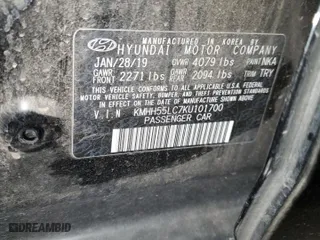 MANUFACTURED IN KOREA BY
HYUNDAI MOTOR COMPANY
JAN/28/19 GVWR 4079 lbs PAINT NKA
GAWR FRONT 2271 lbs GAWR REAR 2094 lbs TRIM TRY
THIS VEHICLE CONFORMS TO ALL APPLICABLE U.S.A FEDERAL
MOTOR VEHICLE SAFETY, BUMPER, AND THEFT PREVENTION
STANDARDS IN EFFECT ON THE DATE OF MANUFACTURE SHOWN ABOVE.
V.I.N KMHH55LC7KU101700
PASSENGER CAR
DREAMBID